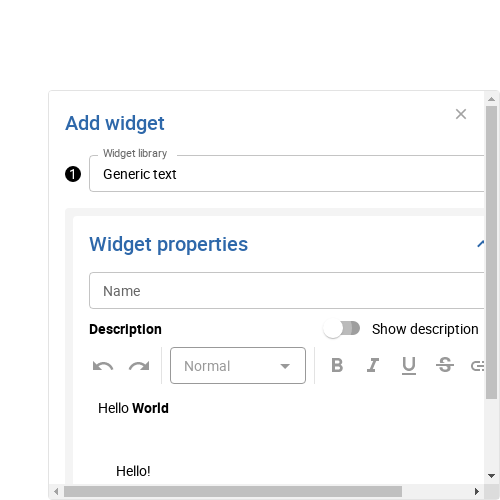 Add widget
Widget library
1 Generic text
Widget properties
Name
Description Show description
Normal B I U S
Hello World
Hello!